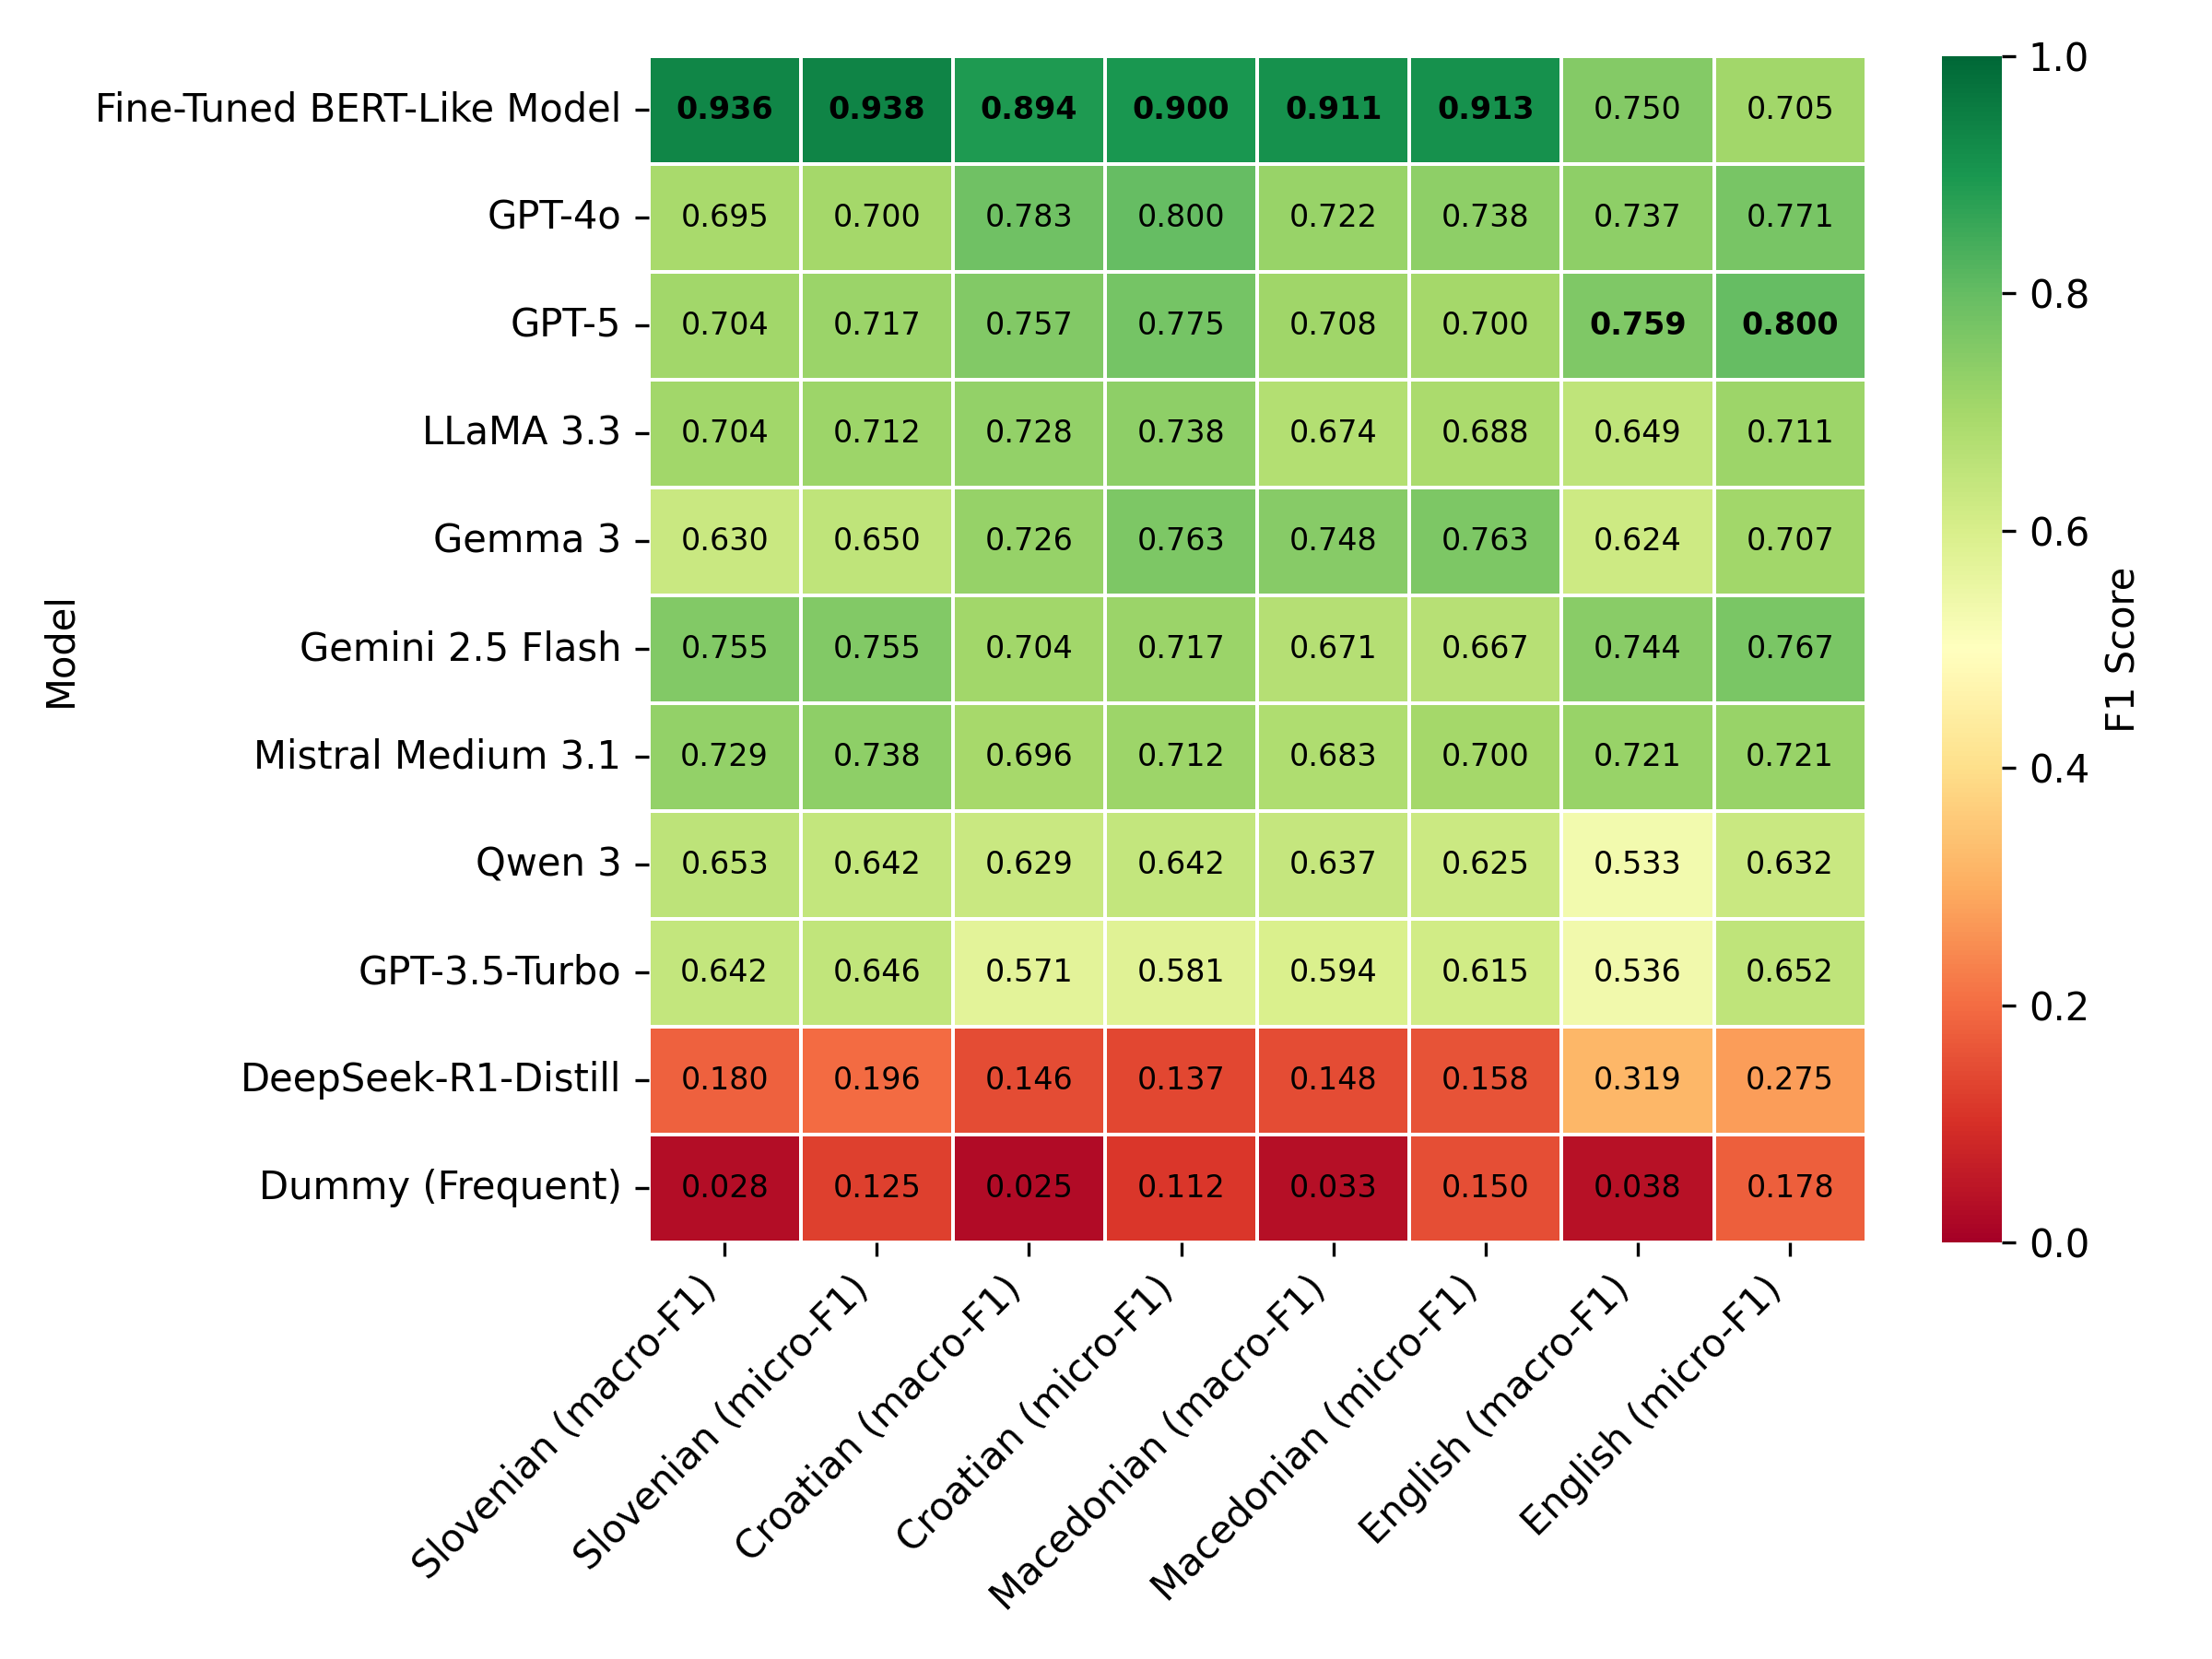 Fine-Tuned BERT-Like Model 0.936 0.938 0.894 0.900 0.911 0.913 0.750 0.705
GPT-4o 0.695 0.700 0.783 0.800 0.722 0.738 0.737 0.771
GPT-5 0.704 0.717 0.757 0.775 0.708 0.700 0.759 0.800
LLaMA 3.3 0.704 0.712 0.728 0.738 0.674 0.688 0.649 0.711
Gemma 3 0.630 0.650 0.726 0.763 0.748 0.763 0.624 0.707
Gemini 2.5 Flash 0.755 0.755 0.704 0.717 0.671 0.667 0.744 0.767
Mistral Medium 3.1 0.729 0.738 0.696 0.712 0.683 0.700 0.721 0.721
Qwen 3 0.653 0.642 0.629 0.642 0.637 0.625 0.533 0.632
GPT-3.5-Turbo 0.642 0.646 0.571 0.581 0.594 0.615 0.536 0.652
DeepSeek-R1-Distill 0.180 0.196 0.146 0.137 0.148 0.158 0.319 0.275
Dummy (Frequent) 0.028 0.125 0.025 0.112 0.033 0.150 0.038 0.178
Model
Slovenian (macro-F1)
Slovenian (micro-F1)
Croatian (macro-F1)
Croatian (micro-F1)
Macedonian (macro-F1)
Macedonian (micro-F1)
English (macro-F1)
English (micro-F1)
1.0
0.8
0.6
0.4
0.2
0.0
F1 Score